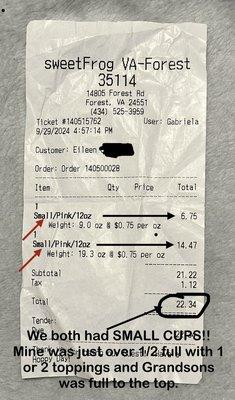 sweetFrog VA-Forest
35114
14805 Forest Rd
Forest, VA 24551
(434) 525-3959
Ticket #140515762
9/29/2024 4:57:14 PM User: Gabriela
Customer: Eileen
Order: Order 140500028
Item Qty Price Total
1
Small/Pink/12oz 6.75
Weight: 9.0 oz @ $0.75 per oz
1
Small/Pink/12oz 14.47
Weight: 19.3 oz @ $0.75 per oz
Subtotal 21.22
Tax 1.12
Total 22.34
Tender:
We both had SMALL CUPS!!
Mine was just over 1/2 full with 1
or 2 toppings and Grandsons
was full to the top.
Hoppy Day!